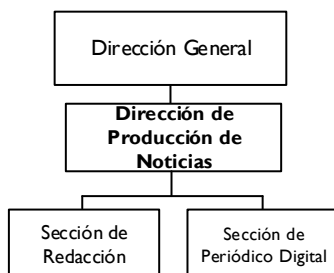 Dirección General
Dirección de
Producción de
Noticias
Sección de
Redacción
Sección de
Periódico Digital